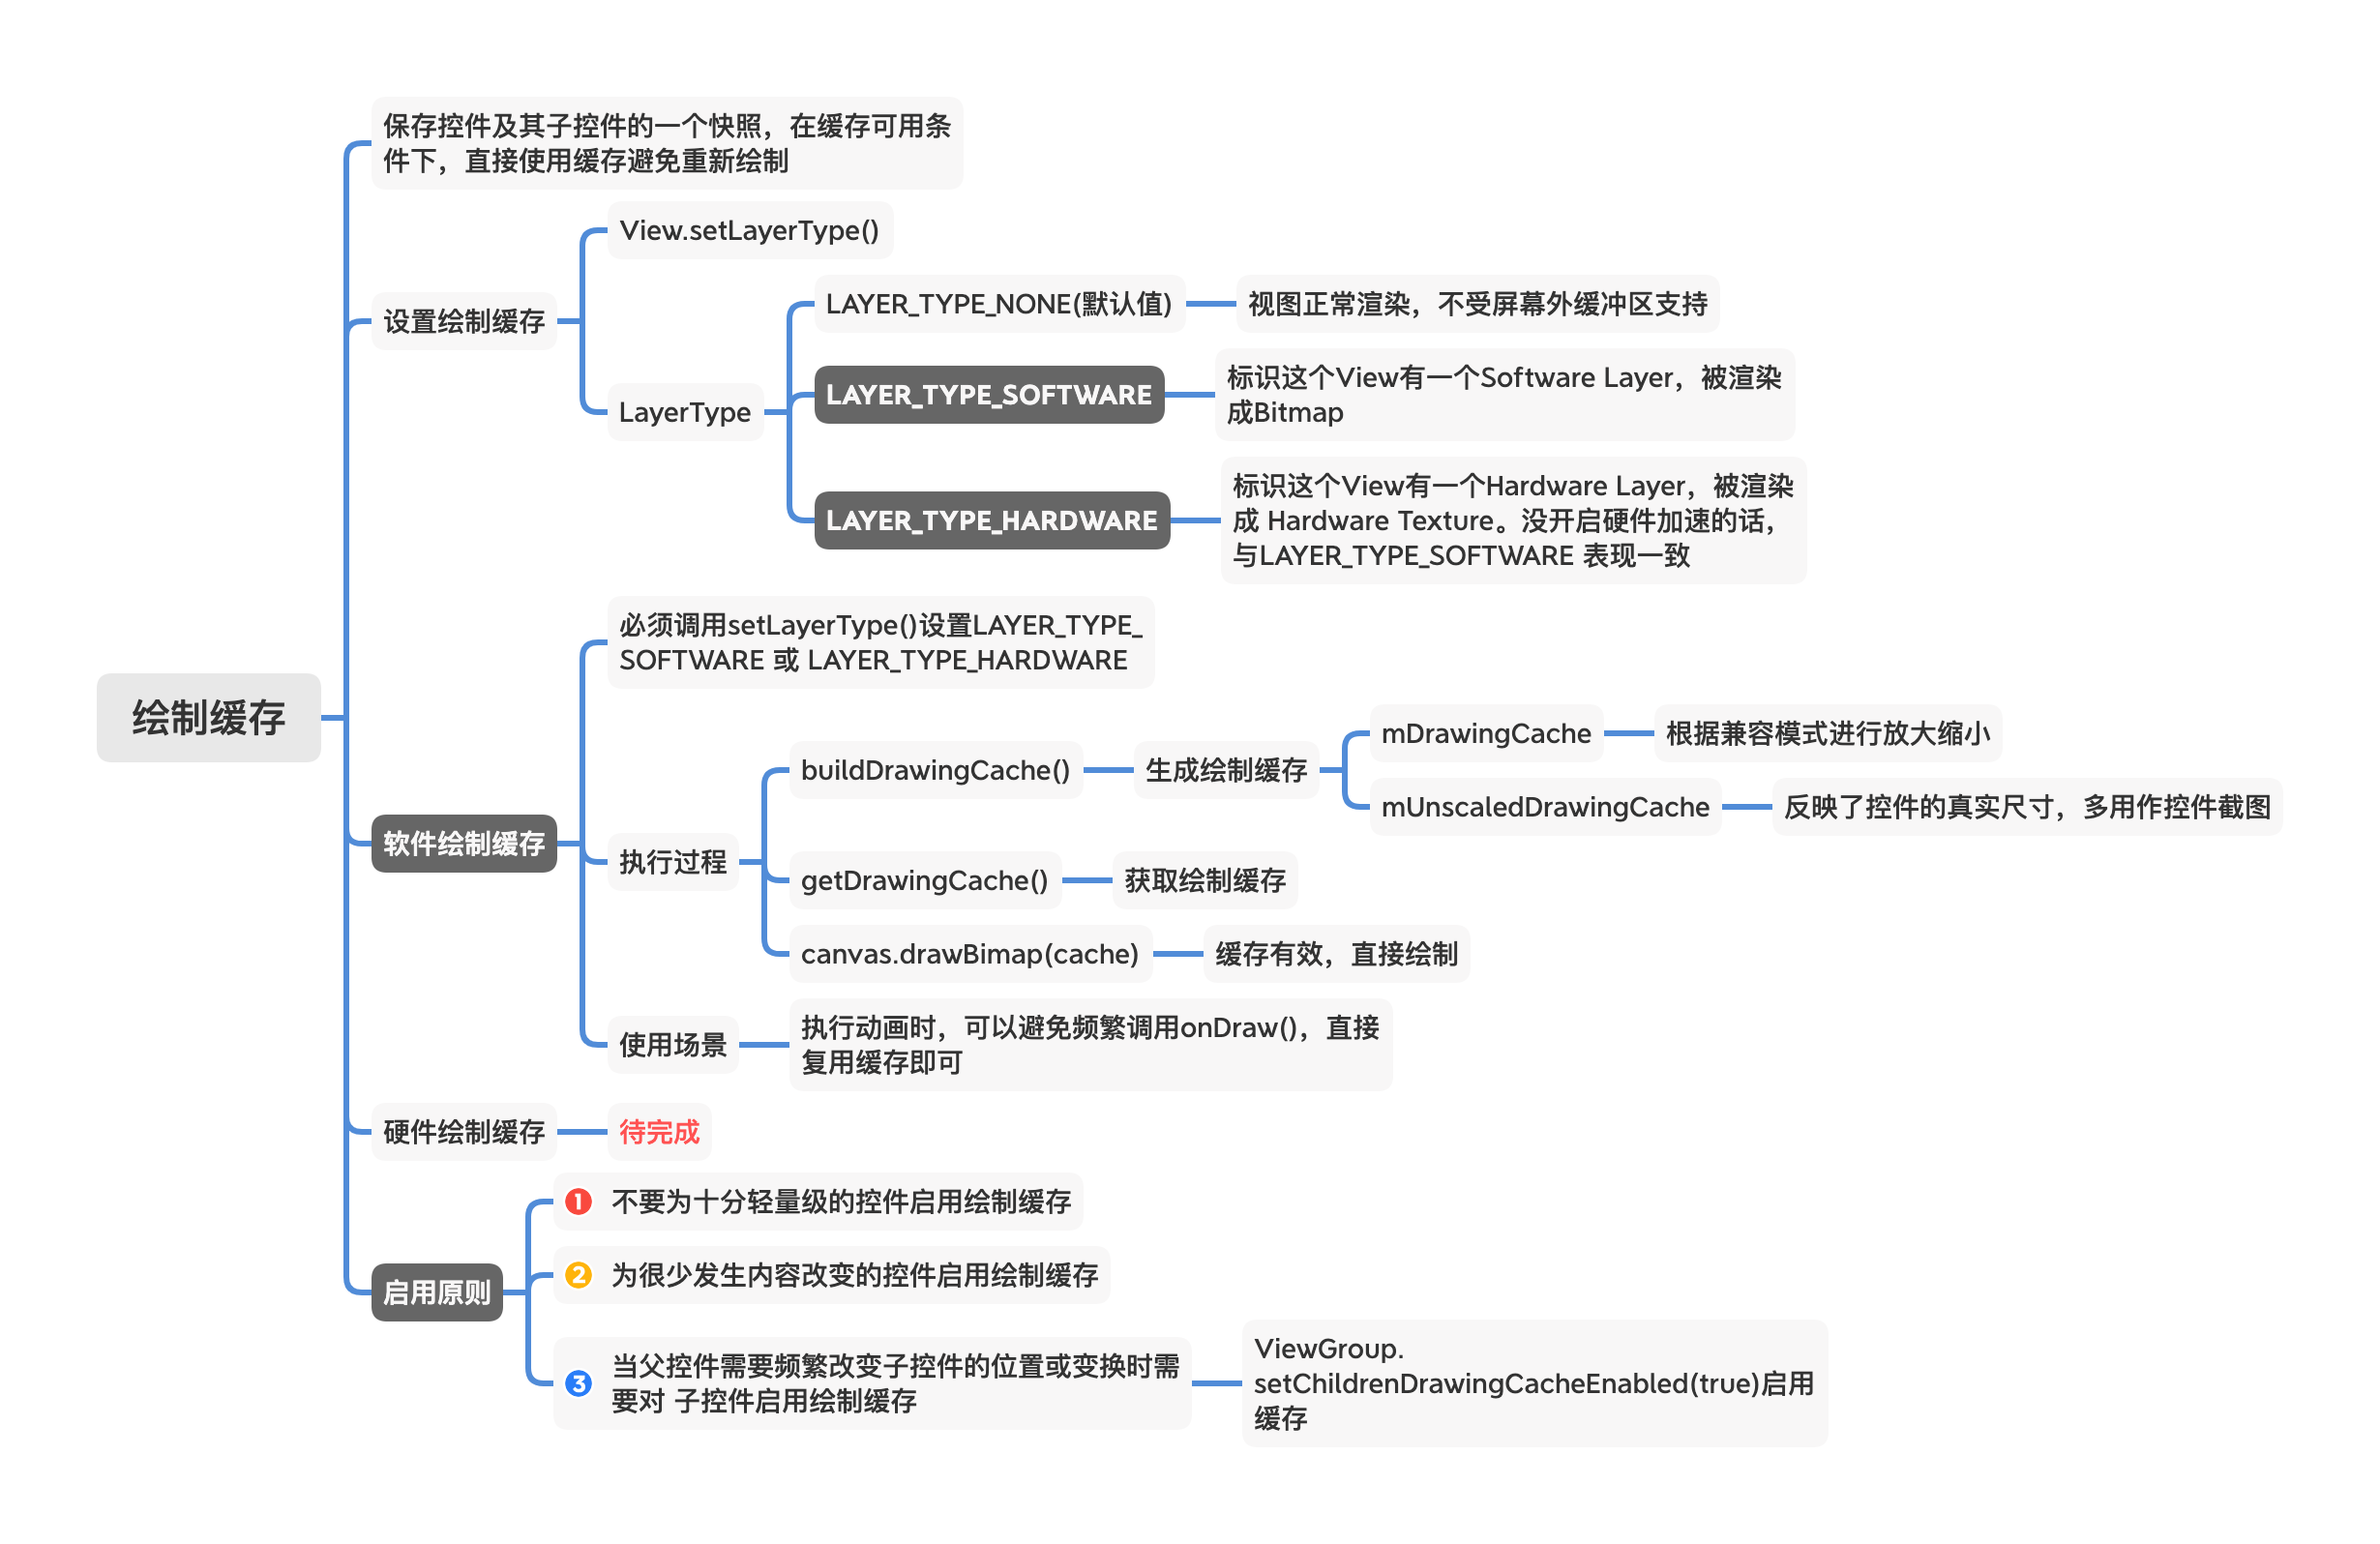 绘制缓存
保存控件及其子控件的一个快照，在缓存可用条
件下，直接使用缓存避免重新绘制
设置绘制缓存
View.setLayerType()
LayerType
LAYER_TYPE_NONE(默认值)
视图正常渲染，不受屏幕外缓冲区支持
LAYER_TYPE_SOFTWARE
标识这个View有一个Software Layer，被渲染
成Bitmap
LAYER_TYPE_HARDWARE
标识这个View有一个Hardware Layer，被渲染
成 Hardware Texture。没开启硬件加速的话，
与LAYER_TYPE_SOFTWARE 表现一致
软件绘制缓存
必须调用setLayerType()设置LAYER_TYPE_
SOFTWARE 或 LAYER_TYPE_HARDWARE
执行过程
buildDrawingCache()
生成绘制缓存
mDrawingCache
根据兼容模式进行放大缩小
mUnscaledDrawingCache
反映了控件的真实尺寸，多用作控件截图
getDrawingCache()
获取绘制缓存
canvas.drawBimap(cache)
缓存有效，直接绘制
使用场景
执行动画时，可以避免频繁调用onDraw()，直接
复用缓存即可
硬件绘制缓存
待完成
启用原则
1 不要为十分轻量级的控件启用绘制缓存
2 为很少发生内容改变的控件启用绘制缓存
3 当父控件需要频繁改变子控件的位置或变换时需
要对 子控件启用绘制缓存
ViewGroup.
setChildrenDrawingCacheEnabled(true)启用
缓存